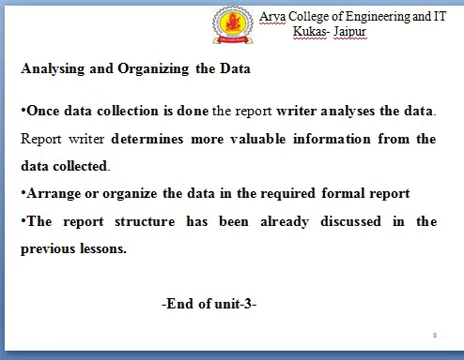 Arya College of Engineering and IT
Kukas- Jaipur
Analysing and Organizing the Data
•Once data collection is done the report writer analyses the data.
Report writer determines more valuable information from the
data collected.
•Arrange or organize the data in the required formal report
•The report structure has been already discussed in the
previous lessons.
-End of unit-3-
8